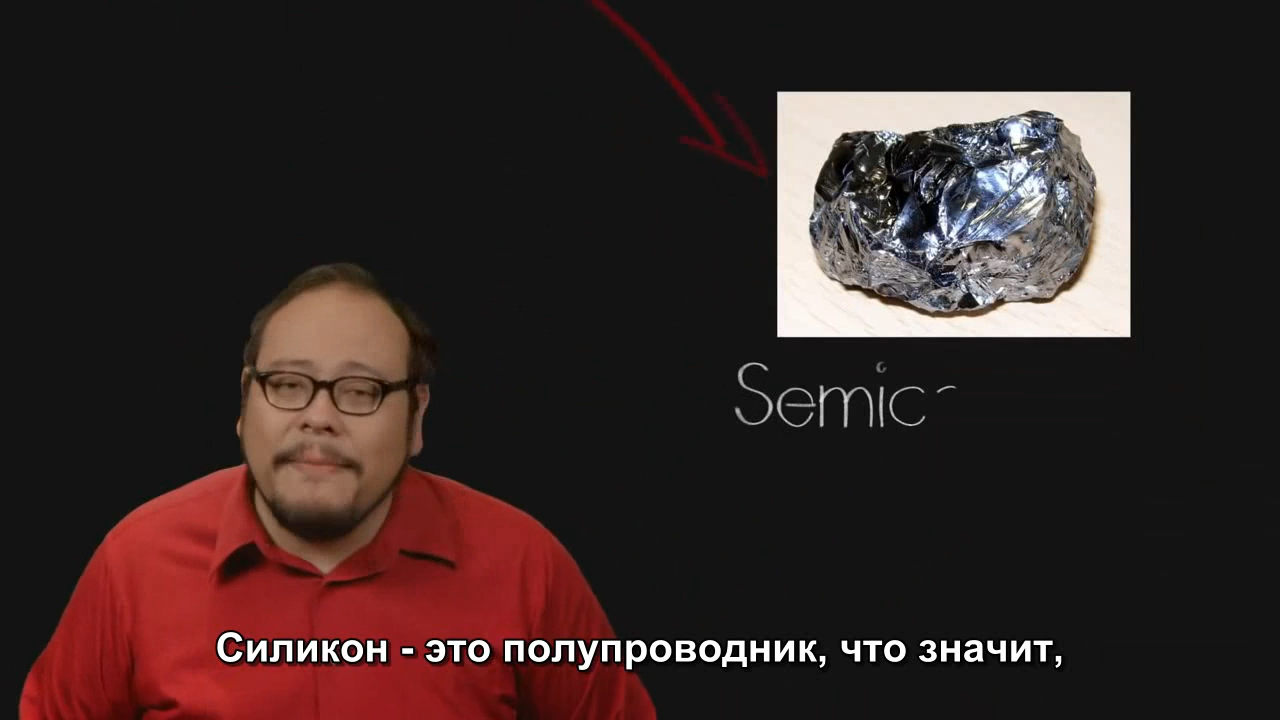 Semic
Силикон - это полупроводник, что значит,